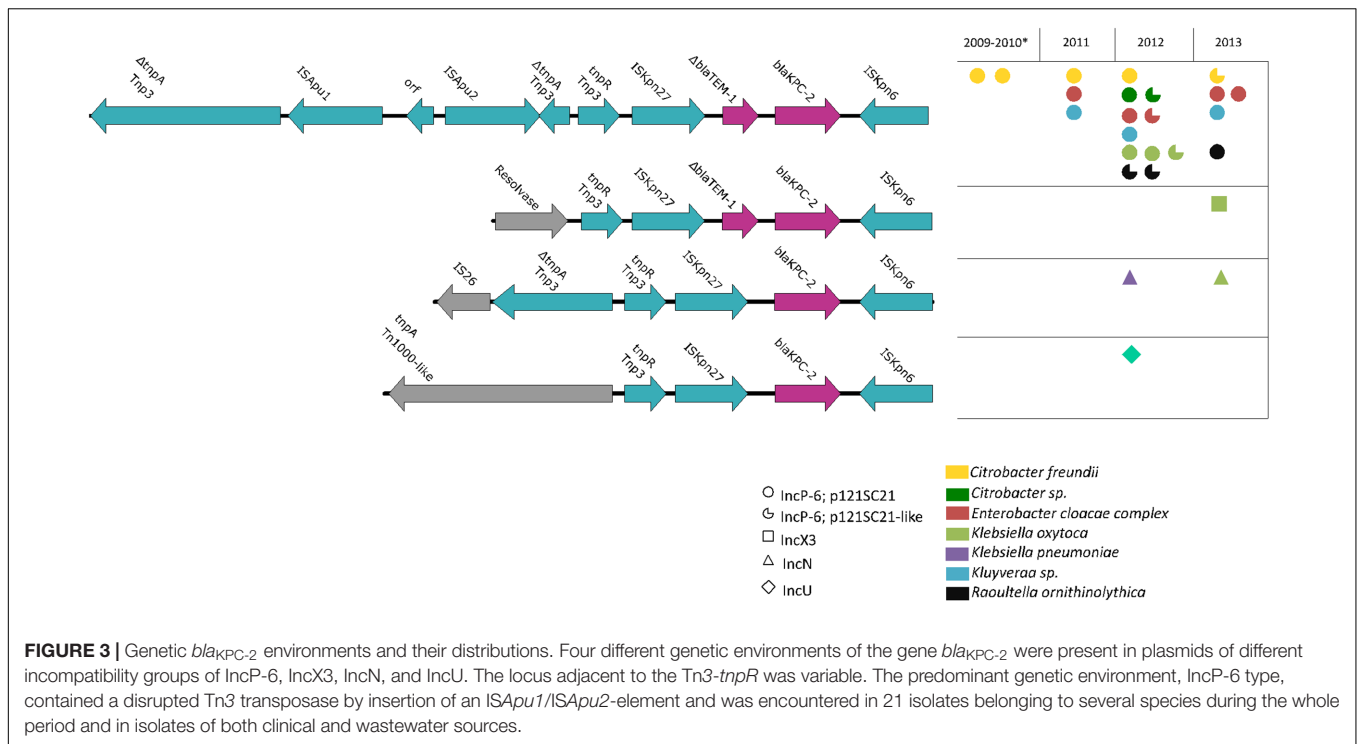 2009-2010* 2011 2012 2013
ΔtnpA Tnp3 ISApu1 orf ISApu2 ΔtnpA Tnp3 tnpR Tnp3 ISKpn27 ΔblaTEM-1 blaKPC-2 ISKpn6
Resolvase tnpR Tnp3 ISKpn27 ΔblaTEM-1 blaKPC-2 ISKpn6
IS26 ΔtnpA Tnp3 tnpR Tnp3 ISKpn27 blaKPC-2 ISKpn6
tnpA Tn1000-like tnpR Tnp3 ISKpn27 blaKPC-2 ISKpn6
IncP-6; p121SC21
IncP-6; p121SC21-like
IncX3
IncN
IncU
Citrobacter freundii
Citrobacter sp.
Enterobacter cloacae complex
Klebsiella oxytoca
Klebsiella pneumoniae
Kluyveraa sp.
Raoultella ornithinolythica
FIGURE 3 | Genetic blaKPC-2 environments and their distributions. Four different genetic environments of the gene blaKPC-2 were present in plasmids of different
incompatibility groups of IncP-6, IncX3, IncN, and IncU. The locus adjacent to the Tn3-tnpR was variable. The predominant genetic environment, IncP-6 type,
contained a disrupted Tn3 transposase by insertion of an ISApu1/ISApu2-element and was encountered in 21 isolates belonging to several species during the whole
period and in isolates of both clinical and wastewater sources.